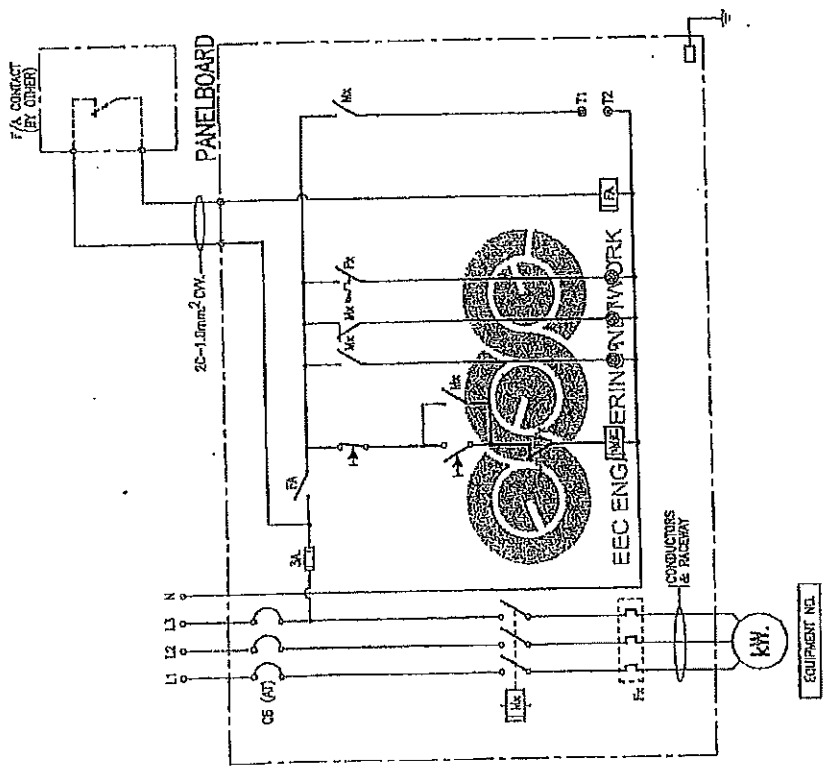 F/A CONTACT
(BY OTHER)
PANELBOARD
2C-1.0mm² CVV.
Mx
T1
T2
FA
Fx
Mx
Mx
Mx
FA
3A
EEC ENGINEERING NETWORK
N
L3
L2
L1
CB (AT)
Mx
Fx
CONDUCTORS
& RACEWAY
kW.
EQUIPMENT NO.